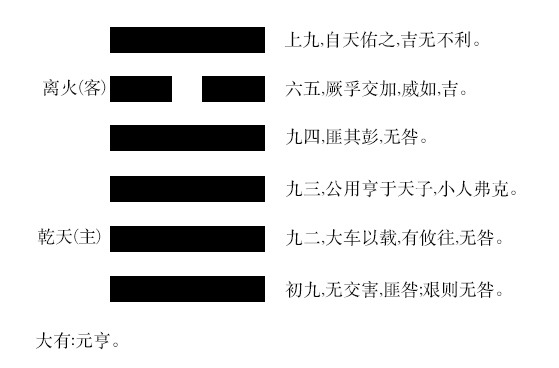 上九,自天佑之,吉无不利。
离火(客)
六五,厥孚交加,威如,吉。
九四,匪其彭,无咎。
九三,公用亨于天子,小人弗克。
乾天(主)
九二,大车以载,有攸往,无咎。
初九,无交害,匪咎;艰则无咎。
大有:元亨。